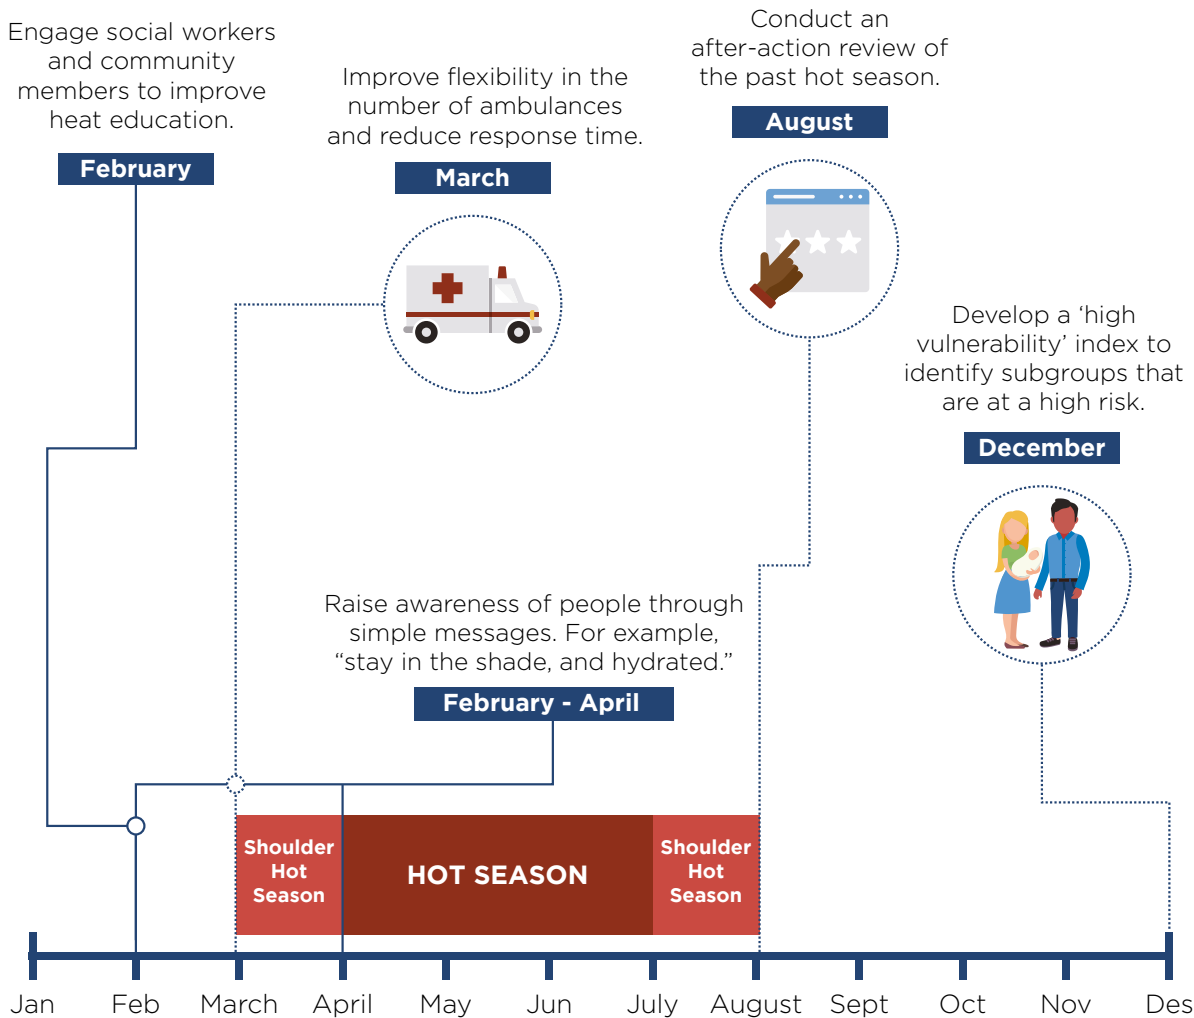 Engage social workers
and community
members to improve
heat education.
February
Improve flexibility in the
number of ambulances
and reduce response time.
March
Conduct an
after-action review of
the past hot season.
August
Develop a ‘high
vulnerability’ index to
identify subgroups that
are at a high risk.
December
Raise awareness of people through
simple messages. For example,
“stay in the shade, and hydrated.”
February - April
Shoulder
Hot
Season
HOT SEASON
Shoulder
Hot
Season
Jan Feb March April May Jun July August Sept Oct Nov Des